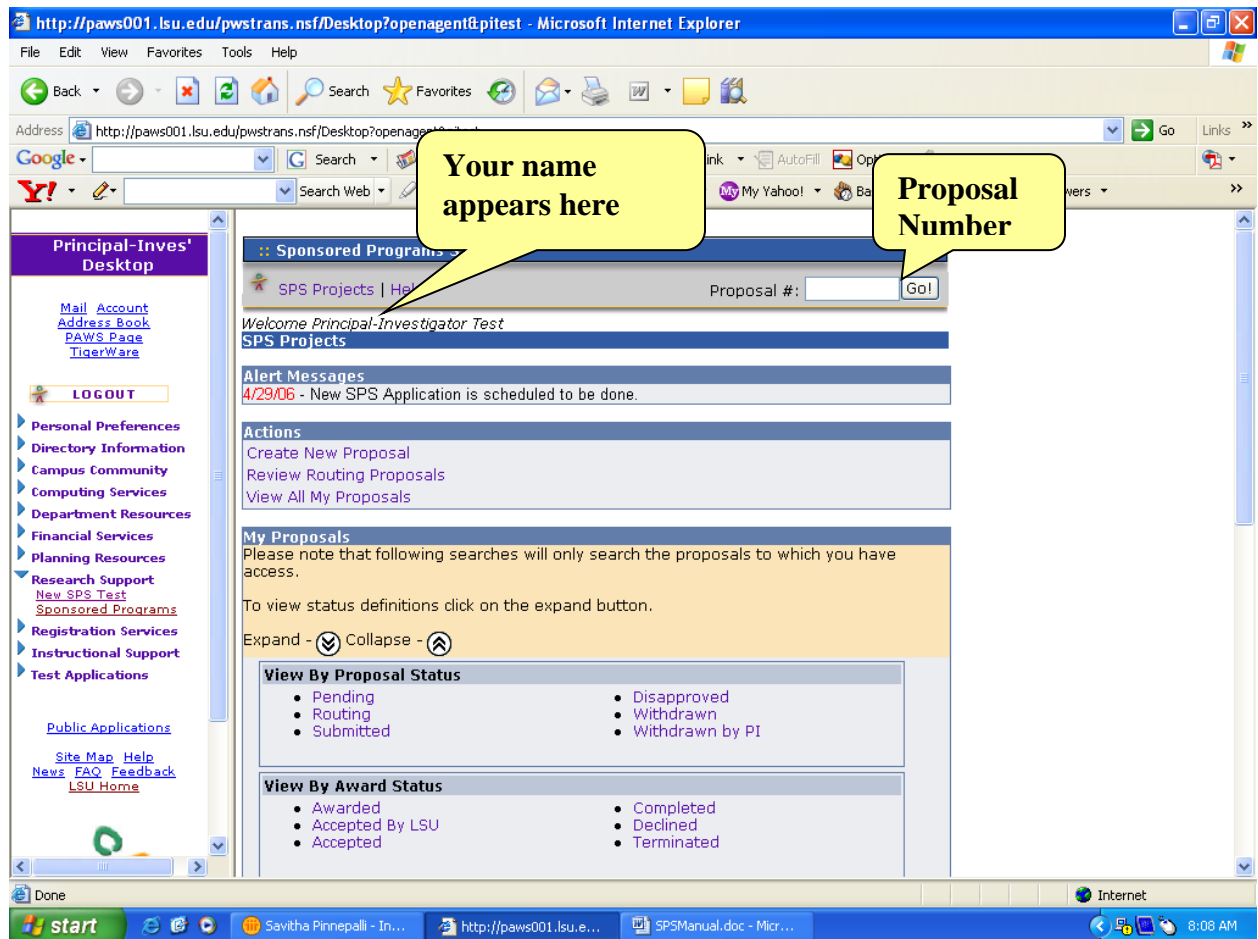 http://paws001.lsu.edu/pwstrans.nsf/Desktop?openagent&pitest - Microsoft Internet Explorer
File Edit View Favorites Tools Help
Back Search Favorites
Address http://paws001.lsu.edu/pwstrans.nsf/Desktop?openagent Go Links »
Google Search AutoFill
Y! Search Web My Yahoo! »
Your name
appears here
Proposal
Number
Principal-Inves'
Desktop
Mail Account
Address Book
PAWS Page
TigerWare
LOGOUT
Personal Preferences
Directory Information
Campus Community
Computing Services
Department Resources
Financial Services
Planning Resources
Research Support
New SPS Test
Sponsored Programs
Registration Services
Instructional Support
Test Applications
Public Applications
Site Map Help
News FAQ Feedback
LSU Home
:: Sponsored Programs
SPS Projects | Proposal #: Go!
Welcome Principal-Investigator Test
SPS Projects
Alert Messages
4/29/06 - New SPS Application is scheduled to be done.
Actions
Create New Proposal
Review Routing Proposals
View All My Proposals
My Proposals
Please note that following searches will only search the proposals to which you have
access.
To view status definitions click on the expand button.
Expand - Collapse -
View By Proposal Status
• Pending • Disapproved
• Routing • Withdrawn
• Submitted • Withdrawn by PI
View By Award Status
• Awarded • Completed
• Accepted By LSU • Declined
• Accepted • Terminated
Done Internet
start Savitha Pinnepalli - In... http://paws001.lsu.e... SPSManual.doc - Micr... 8:08 AM